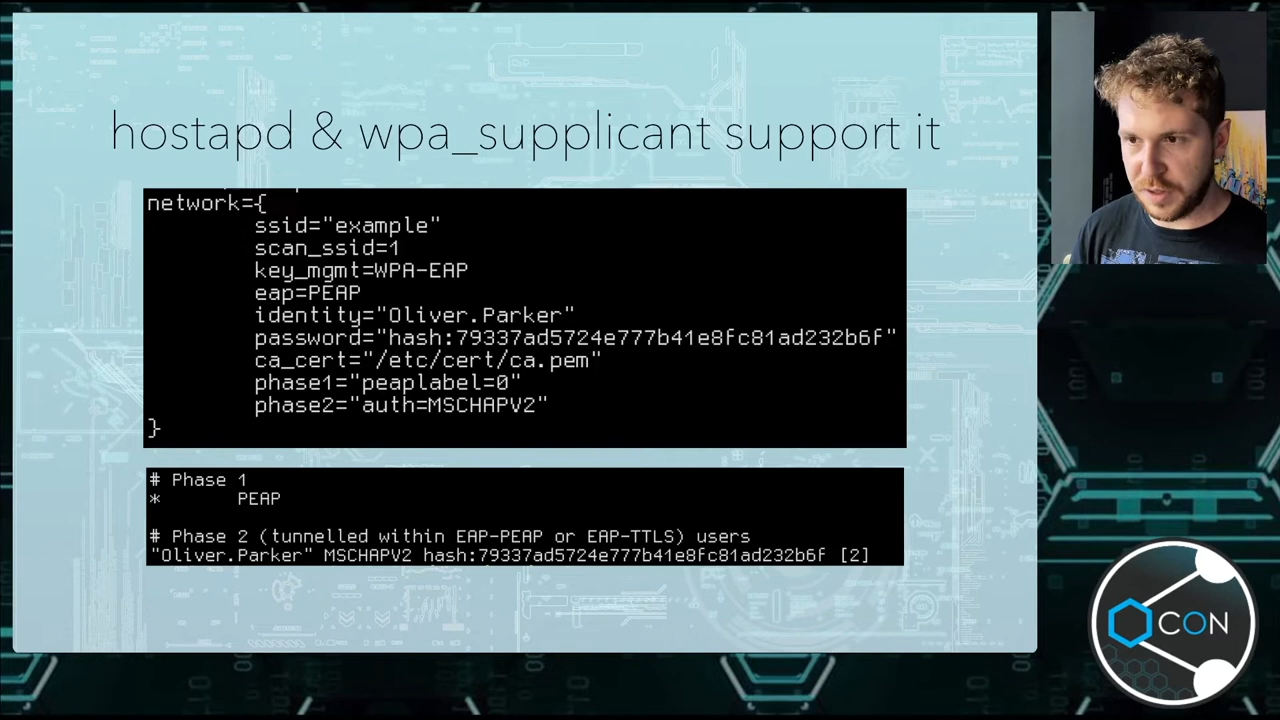 hostapd & wpa_supplicant support it
network={
ssid="example"
scan_ssid=1
key_mgmt=WPA-EAP
eap=PEAP
identity="Oliver.Parker"
password="hash:79337ad5724e777b41e8fc81ad232b6f"
ca_cert="/etc/cert/ca.pem"
phase1="peaplabel=0"
phase2="auth=MSCHAPV2"
}
# Phase 1
* PEAP
# Phase 2 (tunnelled within EAP-PEAP or EAP-TTLS) users
"Oliver.Parker" MSCHAPV2 hash:79337ad5724e777b41e8fc81ad232b6f [2]
CON